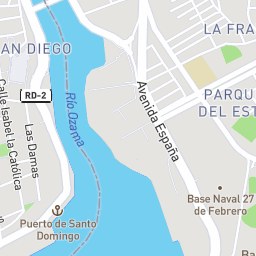 LA FRA
AN DIEGO
RD-2
Río Ozama
Avenida España
PARQU
DEL EST
Calle Isabel la Católica
Las Damas
Base Naval 27
de Febrero
Puerto de Santo
Domingo
Ba